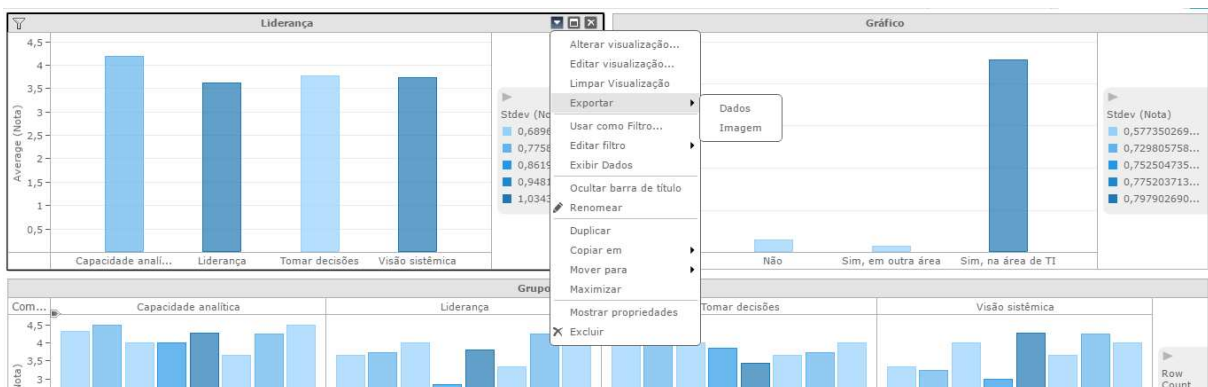 Liderança
4,5
4
3,5
3
2,5
2
1,5
1
0,5
Average (Nota)
Capacidade analí... Liderança Tomar decisões Visão sistêmica
Stdev (No
0,6896
0,7758
0,8619
0,9481
1,0343
Alterar visualização...
Editar visualização...
Limpar Visualização
Exportar
Usar como Filtro...
Editar filtro
Exibir Dados
Ocultar barra de título
Renomear
Duplicar
Copiar em
Mover para
Maximizar
Mostrar propriedades
Excluir
Dados
Imagem
Gráfico
Não Sim, em outra área Sim, na área de TI
Stdev (Nota)
0,577350269...
0,729805758...
0,752504735...
0,775203713...
0,797902690...
Grupo
Com... Capacidade analítica Liderança Tomar decisões Visão sistêmica
4,5
4
3,5
3
Row
Count